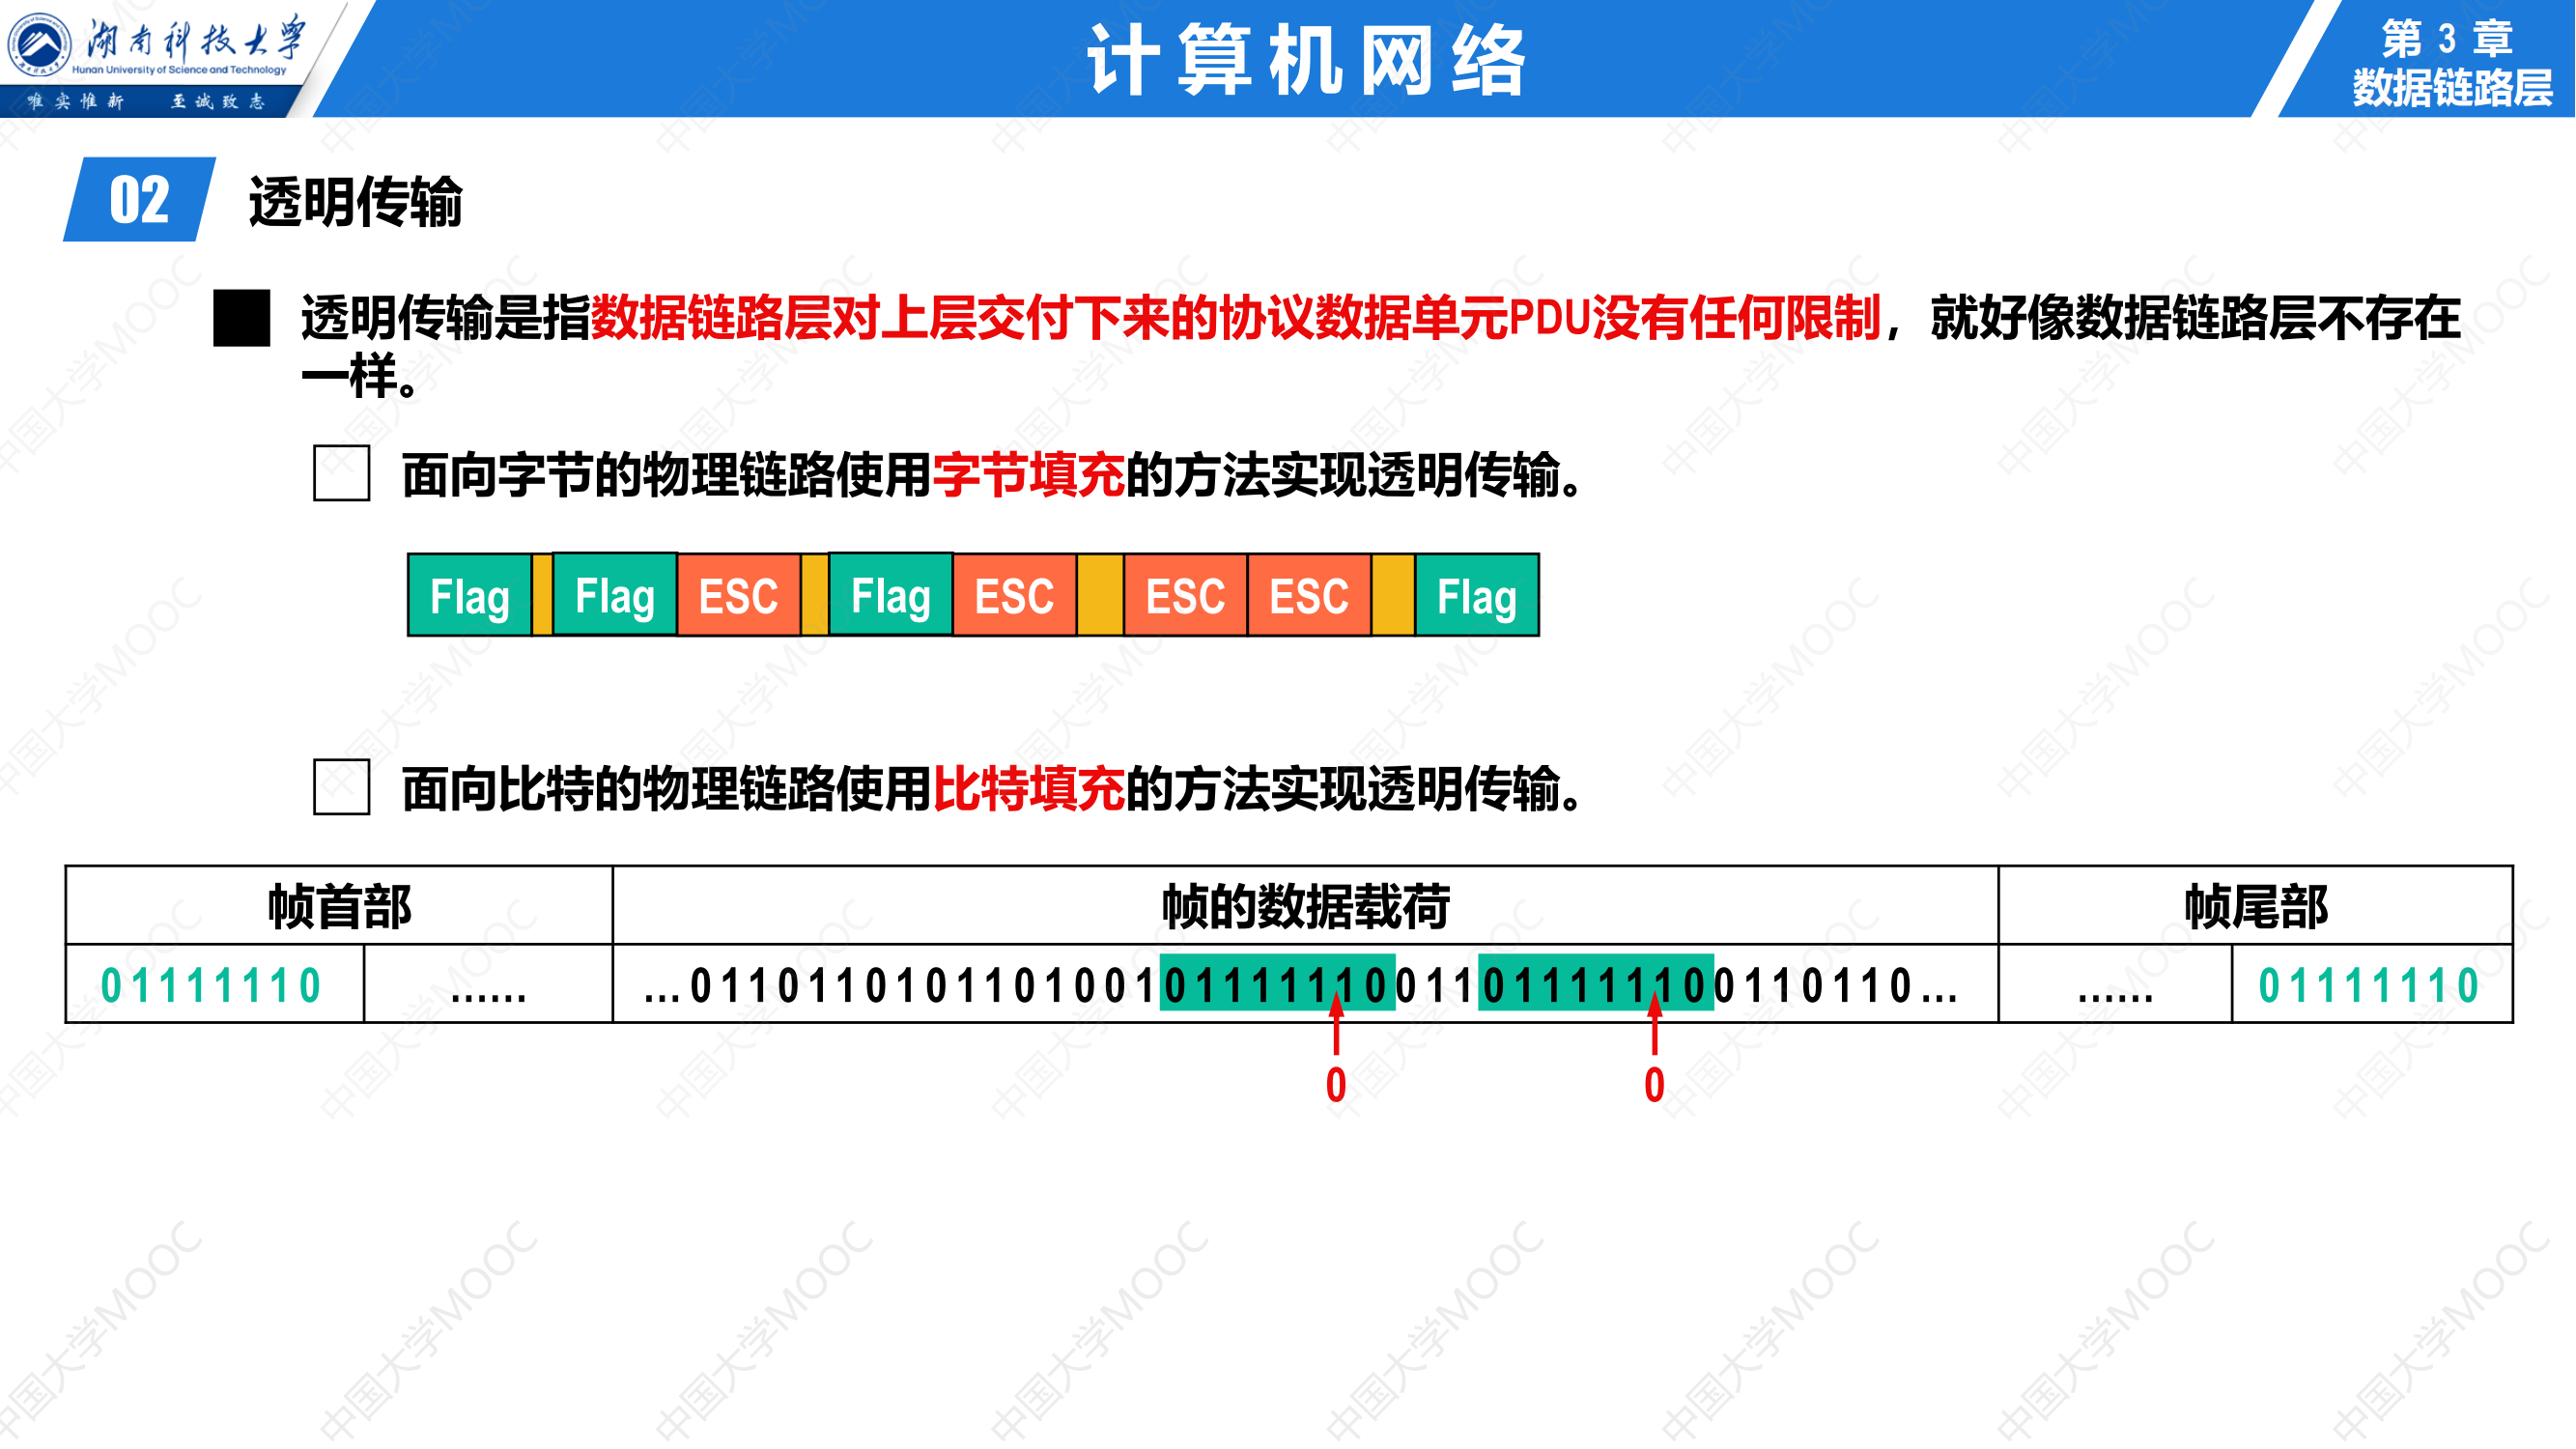 湖南科技大学
Hunan University of Science and Technology
唯实惟新 至诚致志
计算机网络
第 3 章
数据链路层
02 透明传输
透明传输是指数据链路层对上层交付下来的协议数据单元PDU没有任何限制，就好像数据链路层不存在
一样。
面向字节的物理链路使用字节填充的方法实现透明传输。
Flag Flag ESC Flag ESC ESC ESC Flag
面向比特的物理链路使用比特填充的方法实现透明传输。
帧首部 帧的数据载荷 帧尾部
01111110 …… …011011010110100101111110011011111100110110… …… 01111110
0 0
中国大学MOOC